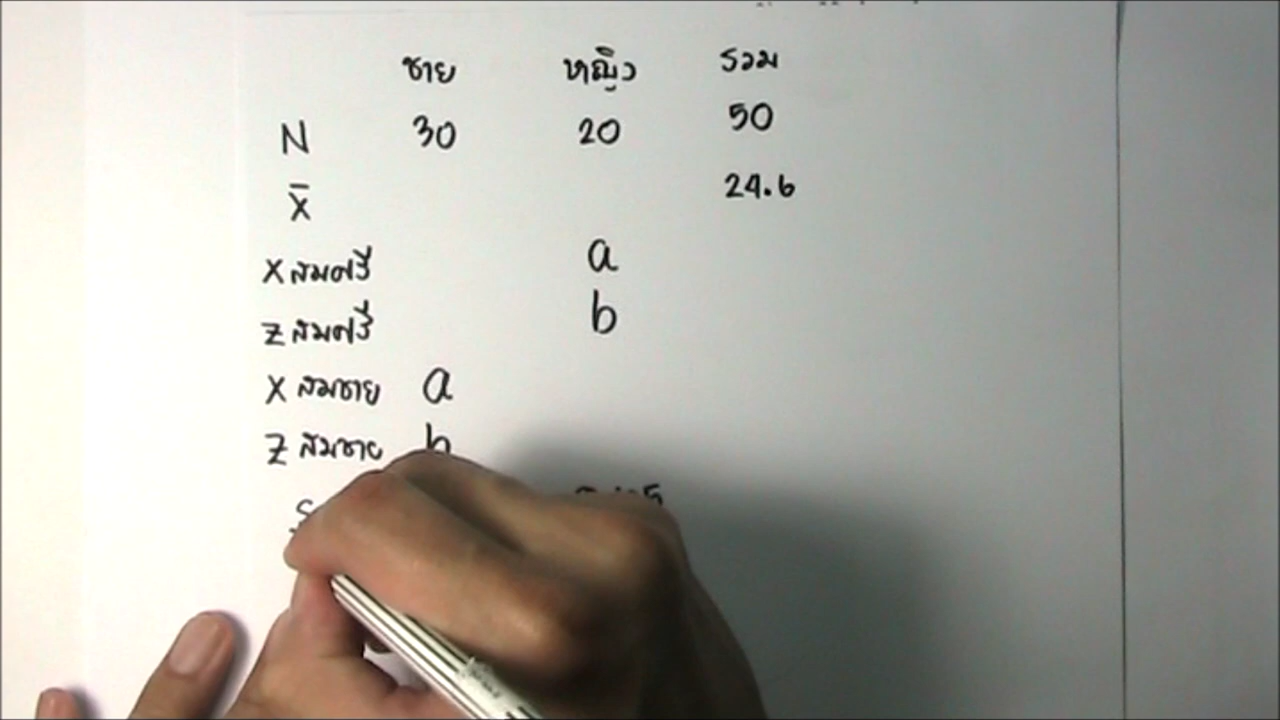 ชาย หญิง รวม
N 30 20 50
X̄ 24.6
X สมศรี a
Z สมศรี b
X สมชาย a
Z สมชาย b
S